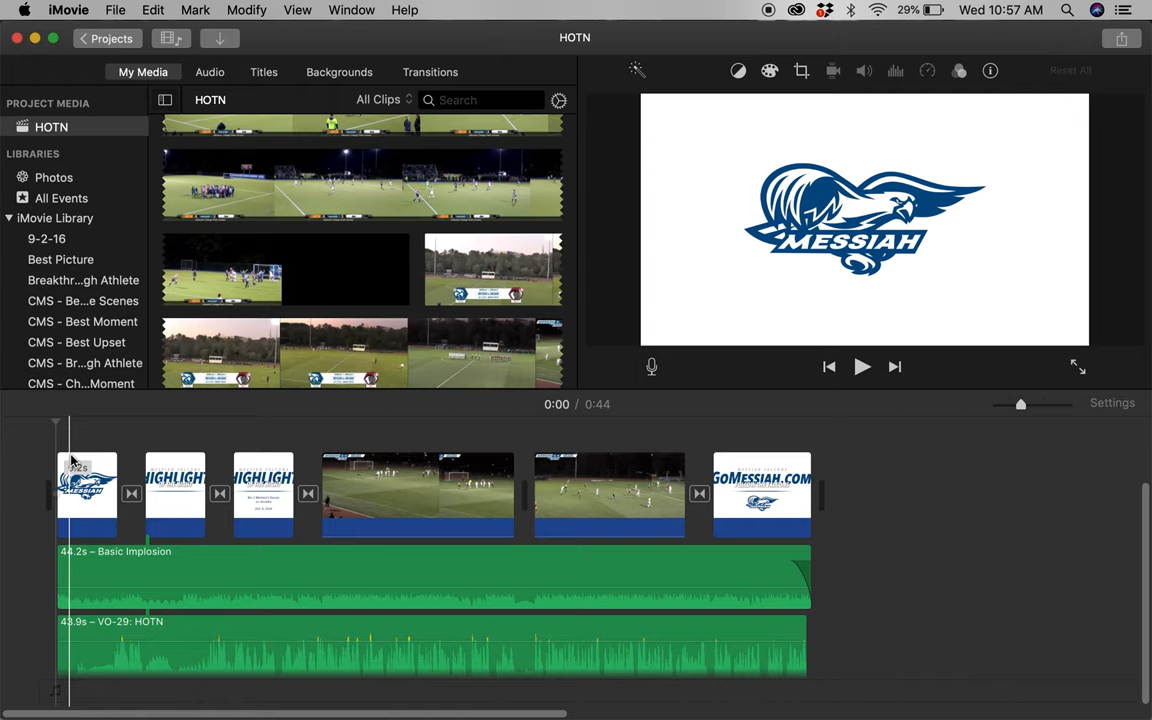 iMovie File Edit Mark Modify View Window Help
29% Wed 10:57 AM
Projects
HOTN
My Media Audio Titles Backgrounds Transitions
Reset All
PROJECT MEDIA
HOTN
LIBRARIES
Photos
All Events
iMovie Library
9-2-16
Best Picture
Breakthr...gh Athlete
CMS - Be...e Scenes
CMS - Best Moment
CMS - Best Upset
CMS - Br...gh Athlete
CMS - Ch...Moment
HOTN
All Clips
Search
MESSIAH
0:00 / 0:44
Settings
MESSIAH
HIGHLIGHT
HIGHLIGHT
GoMessiah.com
44.2s – Basic Implosion
43.9s – VO-29: HOTN